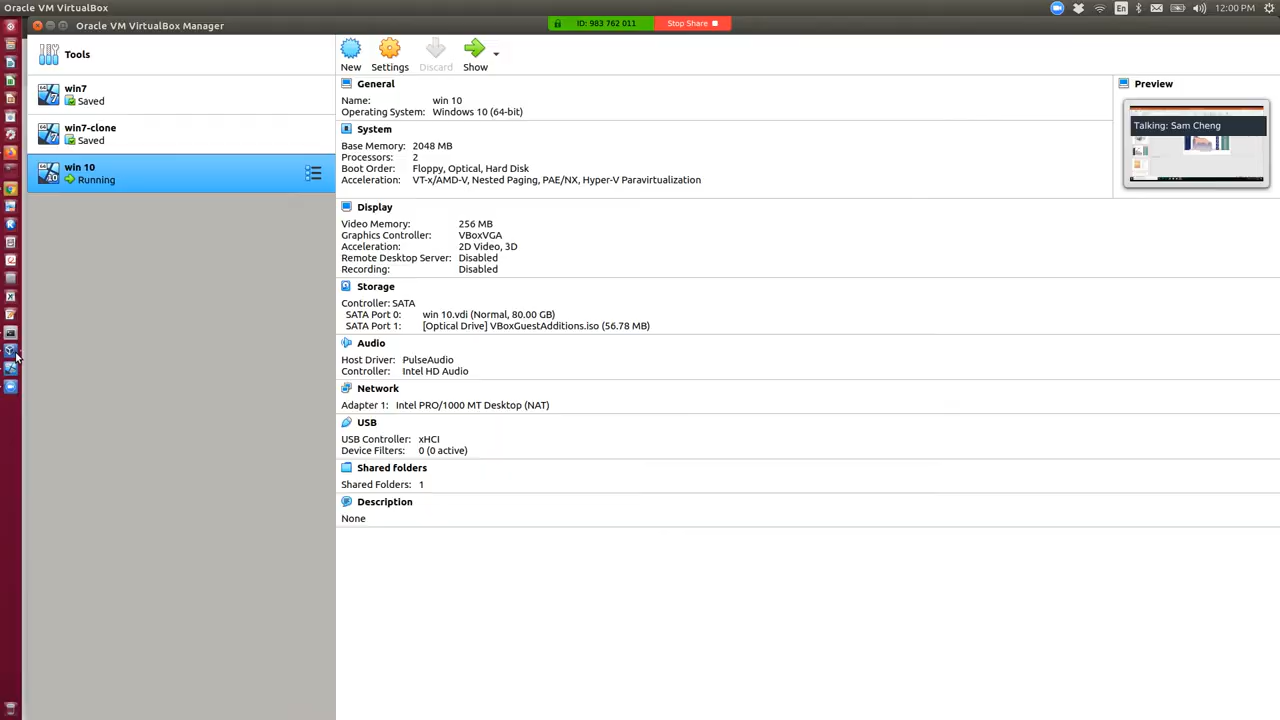 Oracle VM VirtualBox
En
12:00 PM
Oracle VM VirtualBox Manager
ID: 983 762 011
Stop Share
Tools
win7
Saved
win7-clone
Saved
win 10
Running
New
Settings
Discard
Show
General
Name: win 10
Operating System: Windows 10 (64-bit)
System
Base Memory: 2048 MB
Processors: 2
Boot Order: Floppy, Optical, Hard Disk
Acceleration: VT-x/AMD-V, Nested Paging, PAE/NX, Hyper-V Paravirtualization
Display
Video Memory: 256 MB
Graphics Controller: VBoxVGA
Acceleration: 2D Video, 3D
Remote Desktop Server: Disabled
Recording: Disabled
Storage
Controller: SATA
SATA Port 0: win 10.vdi (Normal, 80.00 GB)
SATA Port 1: [Optical Drive] VBoxGuestAdditions.iso (56.78 MB)
Audio
Host Driver: PulseAudio
Controller: Intel HD Audio
Network
Adapter 1: Intel PRO/1000 MT Desktop (NAT)
USB
USB Controller: xHCI
Device Filters: 0 (0 active)
Shared folders
Shared Folders: 1
Description
None
Preview
Talking: Sam Cheng